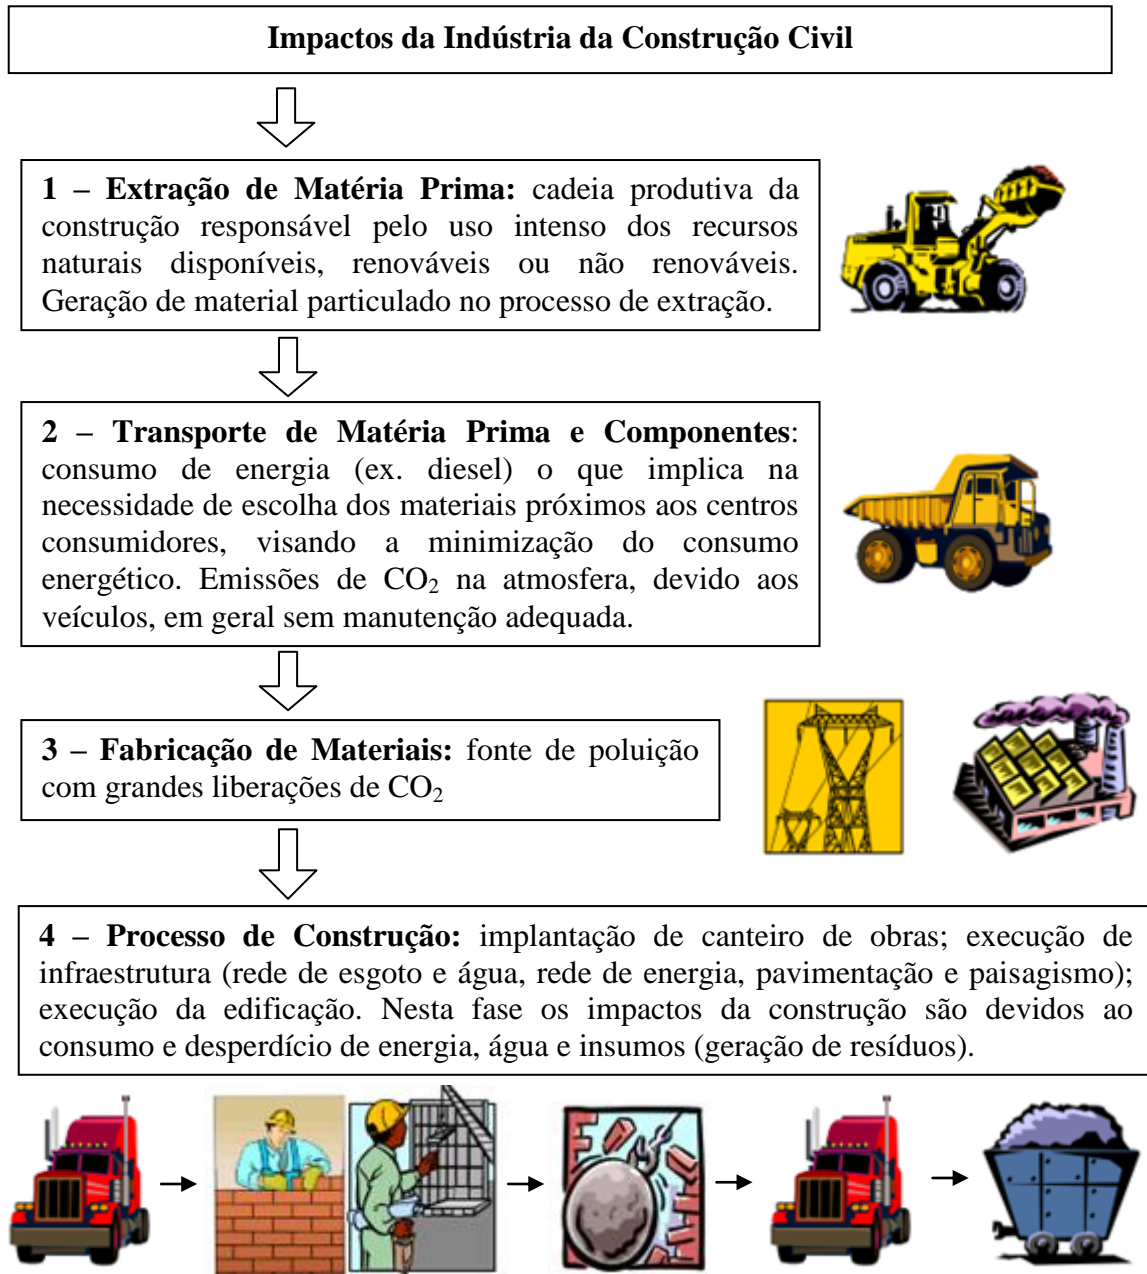 Impactos da Indústria da Construção Civil
1 – Extração de Matéria Prima: cadeia produtiva da
construção responsável pelo uso intenso dos recursos
naturais disponíveis, renováveis ou não renováveis.
Geração de material particulado no processo de extração.
2 – Transporte de Matéria Prima e Componentes:
consumo de energia (ex. diesel) o que implica na
necessidade de escolha dos materiais próximos aos centros
consumidores, visando a minimização do consumo
energético. Emissões de CO₂ na atmosfera, devido aos
veículos, em geral sem manutenção adequada.
3 – Fabricação de Materiais: fonte de poluição
com grandes liberações de CO₂
4 – Processo de Construção: implantação de canteiro de obras; execução de
infraestrutura (rede de esgoto e água, rede de energia, pavimentação e paisagismo);
execução da edificação. Nesta fase os impactos da construção são devidos ao
consumo e desperdício de energia, água e insumos (geração de resíduos).